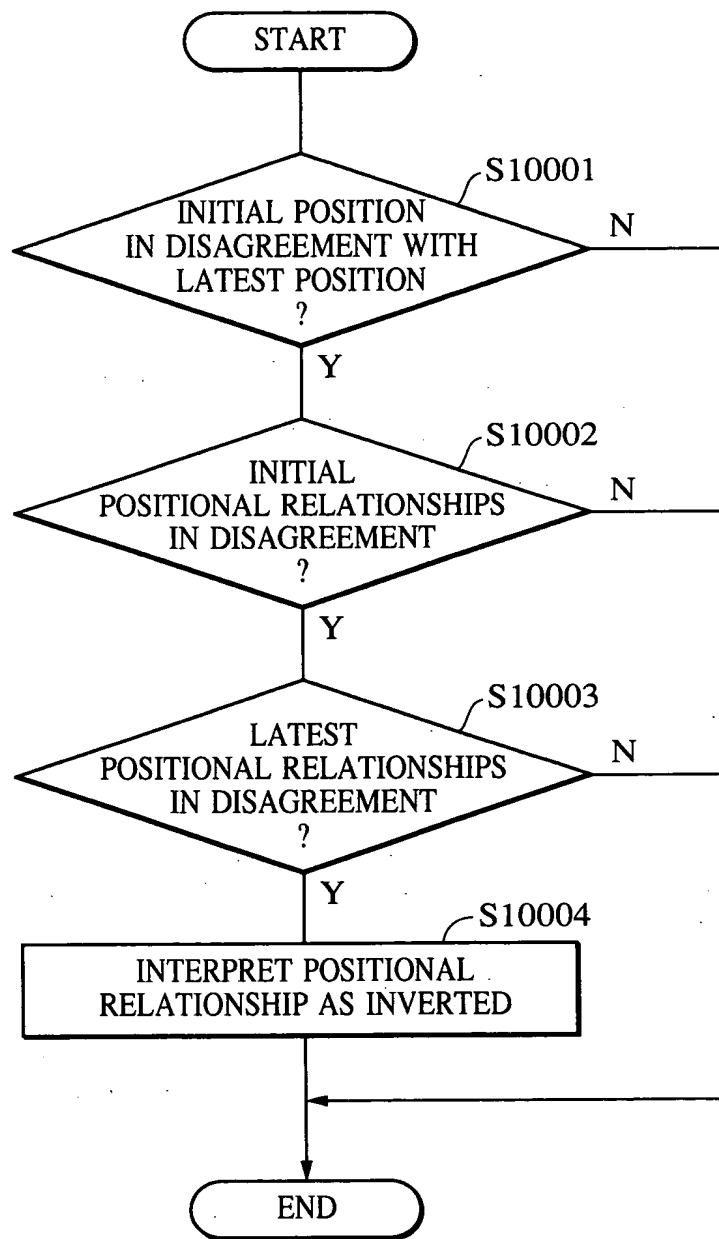 START
S10001
INITIAL POSITION
IN DISAGREEMENT WITH
LATEST POSITION
?
N
Y
S10002
INITIAL
POSITIONAL RELATIONSHIPS
IN DISAGREEMENT
?
N
Y
S10003
LATEST
POSITIONAL RELATIONSHIPS
IN DISAGREEMENT
?
N
Y
S10004
INTERPRET POSITIONAL
RELATIONSHIP AS INVERTED
END